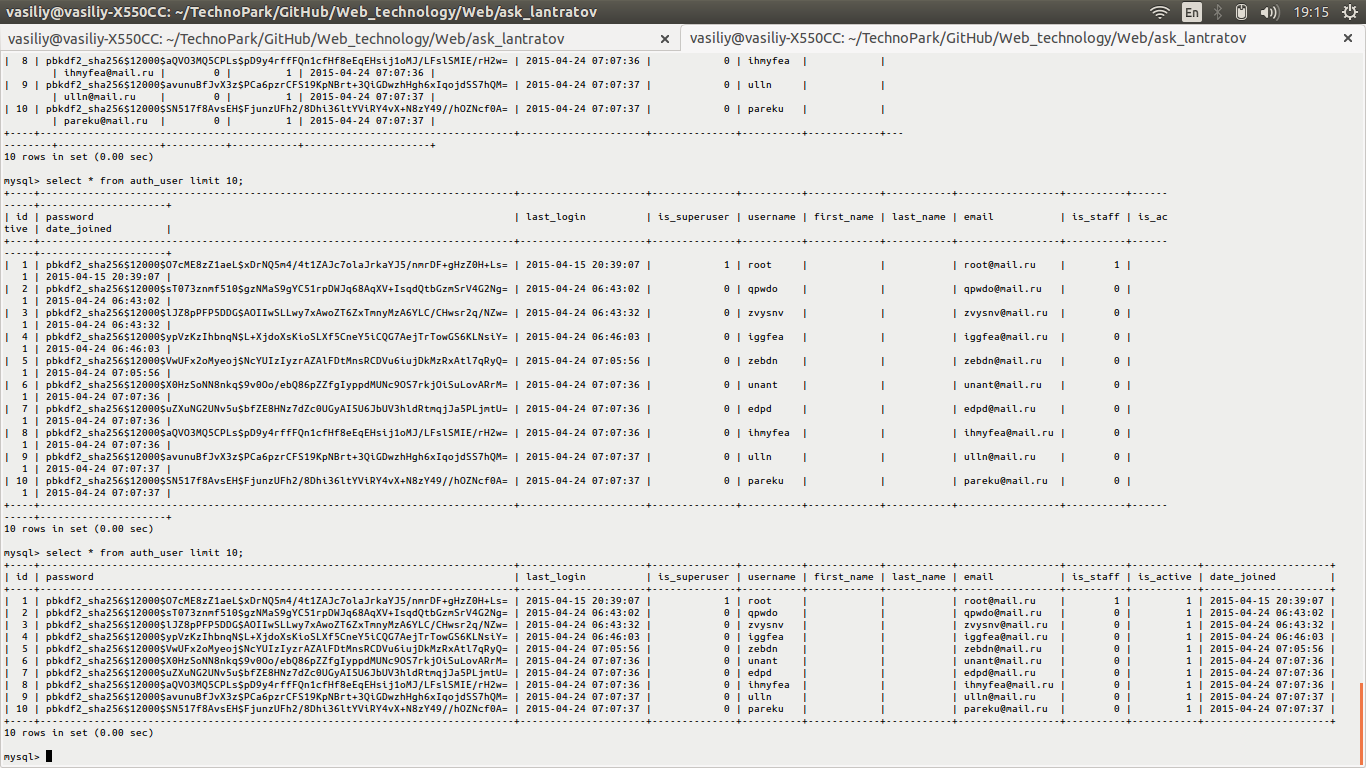 vasiliy@vasiliy-X550CC: ~/TechnoPark/GitHub/Web_technology/Web/ask_lantratov En 19:15
vasiliy@vasiliy-X550CC: ~/TechnoPark/GitHub/Web_technology/Web/ask_lantratov × vasiliy@vasiliy-X550CC: ~/TechnoPark/GitHub/Web_technology/Web/ask_lantratov ×
| 8 | pbkdf2_sha256$12000$aQVO3MQ5CPLs$pD9y4rffFQn1cfHf8eEqEHsij1oMJ/LFslSMIE/rH2w= | 2015-04-24 07:07:36 | 0 | ihmyfea | |
| ihmyfea@mail.ru | 0 | 1 | 2015-04-24 07:07:36 |
| 9 | pbkdf2_sha256$12000$avunuBfJvX3z$PCa6pzrCFS19KpNBrt+3QiGDwzhHgh6xIqojdSS7hQM= | 2015-04-24 07:07:37 | 0 | ulln | |
| ulln@mail.ru | 0 | 1 | 2015-04-24 07:07:37 |
| 10 | pbkdf2_sha256$12000$SN517f8AvsEH$FjunzUFh2/8Dhi36ltYViRY4vX+N8zY49//hOZNcf0A= | 2015-04-24 07:07:37 | 0 | pareku | |
| pareku@mail.ru | 0 | 1 | 2015-04-24 07:07:37 |
10 rows in set (0.00 sec)
mysql> select * from auth_user limit 10;
| id | password | last_login | is_superuser | username | first_name | last_name | email | is_staff | is_ac
tive | date_joined |
| 1 | pbkdf2_sha256$12000$O7cME8zZ1aeL$xDrNQ5m4/4t1ZAJc7olaJrkaYJ5/nmrDF+gHzZ0H+Ls= | 2015-04-15 20:39:07 | 1 | root | | | root@mail.ru | 1 |
1 | 2015-04-15 20:39:07 |
| 2 | pbkdf2_sha256$12000$sT073znmf510$gzNMaS9gYC51rpDWJq68AqXV+IsqdQtbGzmSrV4G2Ng= | 2015-04-24 06:43:02 | 0 | qpwdo | | | qpwdo@mail.ru | 0 |
1 | 2015-04-24 06:43:02 |
| 3 | pbkdf2_sha256$12000$lJZ8pPFP5DDG$AOIIwSLLwy7xAwoZT6ZxTmnyMzA6YLC/CHwsr2q/NZw= | 2015-04-24 06:43:32 | 0 | zvysnv | | | zvysnv@mail.ru | 0 |
1 | 2015-04-24 06:43:32 |
| 4 | pbkdf2_sha256$12000$ypVzKzIhbnqN$L+XjdoXsKioSLXf5CneY5iCQG7AejTrTowGS6KLNsiY= | 2015-04-24 06:46:03 | 0 | iggfea | | | iggfea@mail.ru | 0 |
1 | 2015-04-24 06:46:03 |
| 5 | pbkdf2_sha256$12000$VwUFx2oMyeoj$NcYUIzIyzrAZAlFDtMnsRCDVu6iujDkMzRxAtl7qRyQ= | 2015-04-24 07:05:56 | 0 | zebdn | | | zebdn@mail.ru | 0 |
1 | 2015-04-24 07:05:56 |
| 6 | pbkdf2_sha256$12000$X0HzSoNN8nkq$9v0Oo/ebQ86pZZfgIyppdMUNc9OS7rkjOiSuLovARrM= | 2015-04-24 07:07:36 | 0 | unant | | | unant@mail.ru | 0 |
1 | 2015-04-24 07:07:36 |
| 7 | pbkdf2_sha256$12000$uZXuNG2UNv5u$bfZE8HNz7dZc0UGyAI5U6JbUV3hldRtmqjJa5PLjmtU= | 2015-04-24 07:07:36 | 0 | edpd | | | edpd@mail.ru | 0 |
1 | 2015-04-24 07:07:36 |
| 8 | pbkdf2_sha256$12000$aQVO3MQ5CPLs$pD9y4rffFQn1cfHf8eEqEHsij1oMJ/LFslSMIE/rH2w= | 2015-04-24 07:07:36 | 0 | ihmyfea | | | ihmyfea@mail.ru | 0 |
1 | 2015-04-24 07:07:36 |
| 9 | pbkdf2_sha256$12000$avunuBfJvX3z$PCa6pzrCFS19KpNBrt+3QiGDwzhHgh6xIqojdSS7hQM= | 2015-04-24 07:07:37 | 0 | ulln | | | ulln@mail.ru | 0 |
1 | 2015-04-24 07:07:37 |
| 10 | pbkdf2_sha256$12000$SN517f8AvsEH$FjunzUFh2/8Dhi36ltYViRY4vX+N8zY49//hOZNcf0A= | 2015-04-24 07:07:37 | 0 | pareku | | | pareku@mail.ru | 0 |
1 | 2015-04-24 07:07:37 |
10 rows in set (0.00 sec)
mysql> select * from auth_user limit 10;
| id | password | last_login | is_superuser | username | first_name | last_name | email | is_staff | is_active | date_joined |
| 1 | pbkdf2_sha256$12000$O7cME8zZ1aeL$xDrNQ5m4/4t1ZAJc7olaJrkaYJ5/nmrDF+gHzZ0H+Ls= | 2015-04-15 20:39:07 | 1 | root | | | root@mail.ru | 1 | 1 | 2015-04-15 20:39:07 |
| 2 | pbkdf2_sha256$12000$sT073znmf510$gzNMaS9gYC51rpDWJq68AqXV+IsqdQtbGzmSrV4G2Ng= | 2015-04-24 06:43:02 | 0 | qpwdo | | | qpwdo@mail.ru | 0 | 1 | 2015-04-24 06:43:02 |
| 3 | pbkdf2_sha256$12000$lJZ8pPFP5DDG$AOIIwSLLwy7xAwoZT6ZxTmnyMzA6YLC/CHwsr2q/NZw= | 2015-04-24 06:43:32 | 0 | zvysnv | | | zvysnv@mail.ru | 0 | 1 | 2015-04-24 06:43:32 |
| 4 | pbkdf2_sha256$12000$ypVzKzIhbnqN$L+XjdoXsKioSLXf5CneY5iCQG7AejTrTowGS6KLNsiY= | 2015-04-24 06:46:03 | 0 | iggfea | | | iggfea@mail.ru | 0 | 1 | 2015-04-24 06:46:03 |
| 5 | pbkdf2_sha256$12000$VwUFx2oMyeoj$NcYUIzIyzrAZAlFDtMnsRCDVu6iujDkMzRxAtl7qRyQ= | 2015-04-24 07:05:56 | 0 | zebdn | | | zebdn@mail.ru | 0 | 1 | 2015-04-24 07:05:56 |
| 6 | pbkdf2_sha256$12000$X0HzSoNN8nkq$9v0Oo/ebQ86pZZfgIyppdMUNc9OS7rkjOiSuLovARrM= | 2015-04-24 07:07:36 | 0 | unant | | | unant@mail.ru | 0 | 1 | 2015-04-24 07:07:36 |
| 7 | pbkdf2_sha256$12000$uZXuNG2UNv5u$bfZE8HNz7dZc0UGyAI5U6JbUV3hldRtmqjJa5PLjmtU= | 2015-04-24 07:07:36 | 0 | edpd | | | edpd@mail.ru | 0 | 1 | 2015-04-24 07:07:36 |
| 8 | pbkdf2_sha256$12000$aQVO3MQ5CPLs$pD9y4rffFQn1cfHf8eEqEHsij1oMJ/LFslSMIE/rH2w= | 2015-04-24 07:07:36 | 0 | ihmyfea | | | ihmyfea@mail.ru | 0 | 1 | 2015-04-24 07:07:36 |
| 9 | pbkdf2_sha256$12000$avunuBfJvX3z$PCa6pzrCFS19KpNBrt+3QiGDwzhHgh6xIqojdSS7hQM= | 2015-04-24 07:07:37 | 0 | ulln | | | ulln@mail.ru | 0 | 1 | 2015-04-24 07:07:37 |
| 10 | pbkdf2_sha256$12000$SN517f8AvsEH$FjunzUFh2/8Dhi36ltYViRY4vX+N8zY49//hOZNcf0A= | 2015-04-24 07:07:37 | 0 | pareku | | | pareku@mail.ru | 0 | 1 | 2015-04-24 07:07:37 |
10 rows in set (0.00 sec)
mysql>